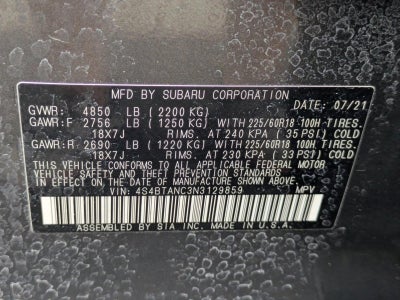 MFD BY SUBARU CORPORATION
GVWR: 4850 LB (2200 KG) DATE: 07/21
GAWR:F 2756 LB (1250 KG) WITH 225/60R18 100H TIRES.
18X7J RIMS. AT 240 KPA (35 PSI) COLD
GAWR:R 2690 LB (1220 KG) WITH 225/60R18 100H TIRES.
18X7J RIMS. AT 230 KPA (33 PSI) COLD
THIS VEHICLE CONFORMS TO ALL APPLICABLE FEDERAL MOTOR
VEHICLE SAFETY AND THEFT PREVENTION STANDARDS
IN EFFECT ON THE DATE OF MANUFACTURE SHOWN ABOVE.
VIN: 4S4BTANC3N3129859 MPV
ASSEMBLED BY SIA INC. MADE IN U.S.A.